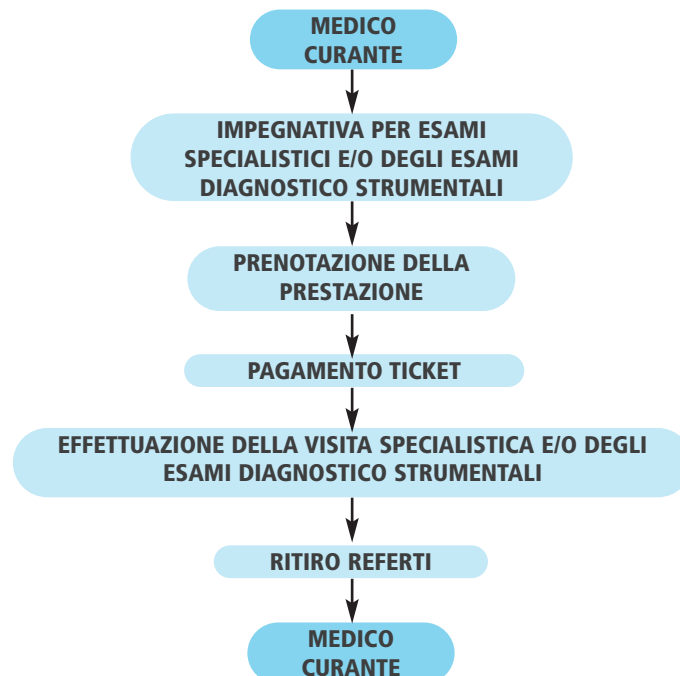 MEDICO
CURANTE
IMPEGNATIVA PER ESAMI
SPECIALISTICI E/O DEGLI ESAMI
DIAGNOSTICO STRUMENTALI
PRENOTAZIONE DELLA
PRESTAZIONE
PAGAMENTO TICKET
EFFETTUAZIONE DELLA VISITA SPECIALISTICA E/O DEGLI
ESAMI DIAGNOSTICO STRUMENTALI
RITIRO REFERTI
MEDICO
CURANTE